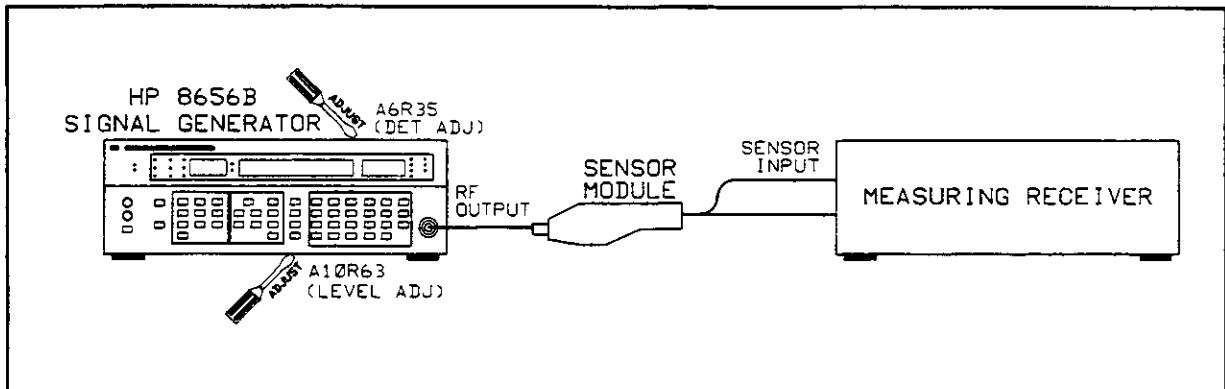 HP 8656B
SIGNAL GENERATOR
ADJUST
A6R35
(DET ADJ)
RF
OUTPUT
SENSOR
MODULE
SENSOR
INPUT
MEASURING RECEIVER
ADJUST
A10R63
(LEVEL ADJ)